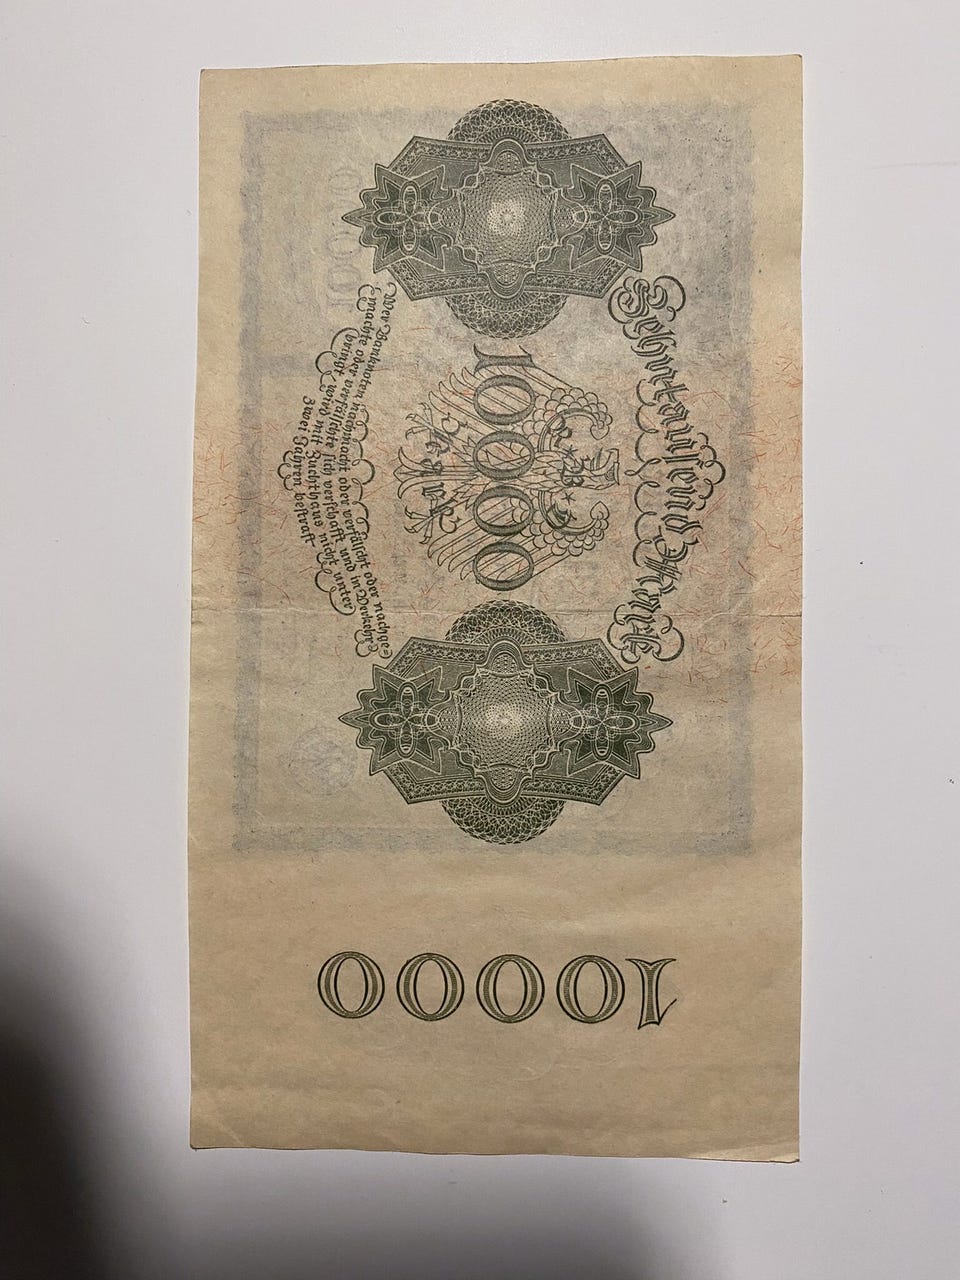 Zehntausend Mark
10000
Mark
Wer Banknoten nachmacht oder verfälscht oder nachge=
machte oder verfälschte sich verschafft und in Verkehr
bringt, wird mit Zuchthaus nicht unter
zwei Jahren bestraft
10000